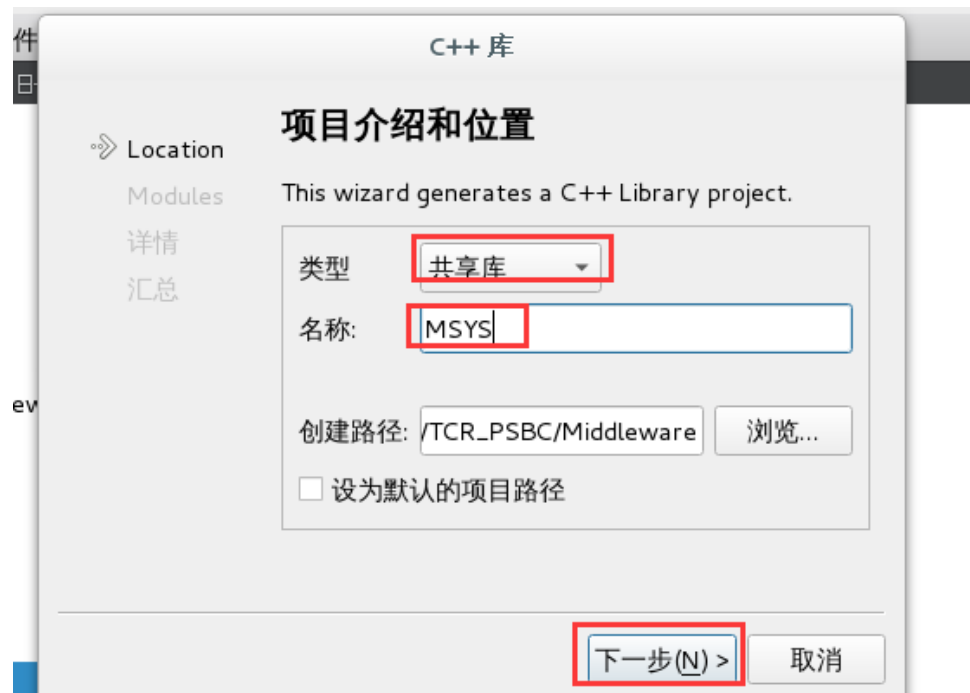 件
C++ 库
日
项目介绍和位置
Location
Modules
详情
汇总
This wizard generates a C++ Library project.
类型
共享库
名称:
MSYS
创建路径:
/TCR_PSBC/Middleware
浏览...
设为默认的项目路径
ew
下一步(N) >
取消